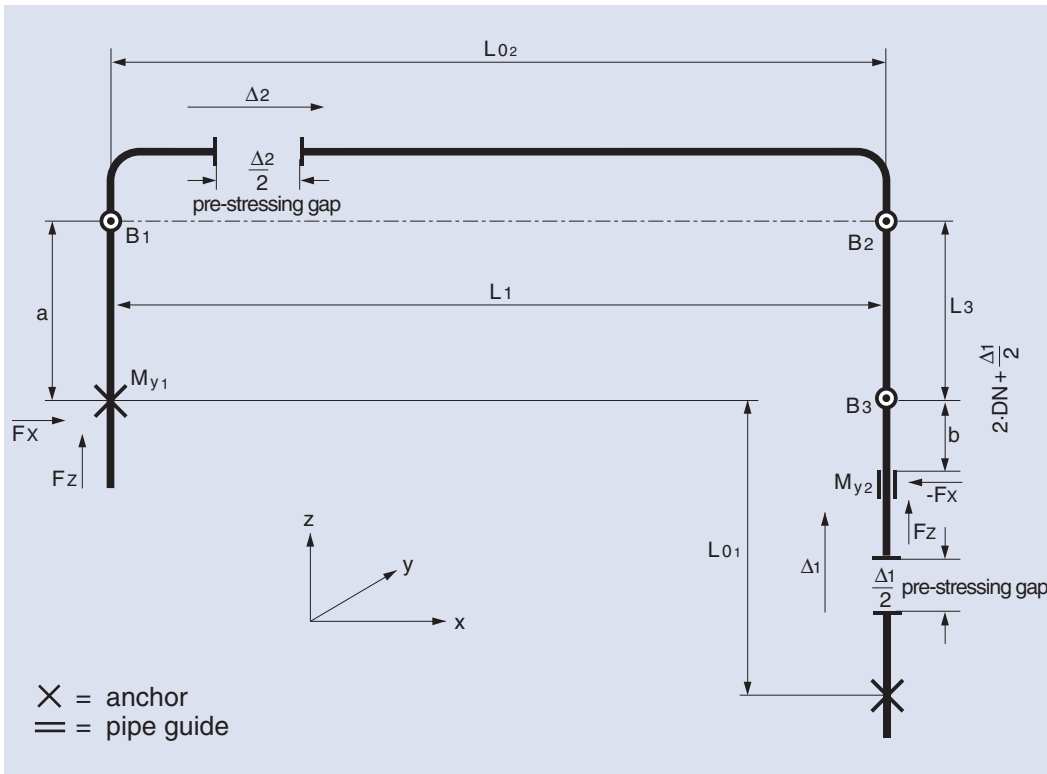 L02
Δ2
Δ2
2
pre-stressing gap
B1
B2
L1
a
L3
2·DN + Δ1/2
My1
B3
b
Fx
Fz
My2
-Fx
Fz
z
y
x
L01
Δ1
Δ1
2
pre-stressing gap
= anchor
= pipe guide